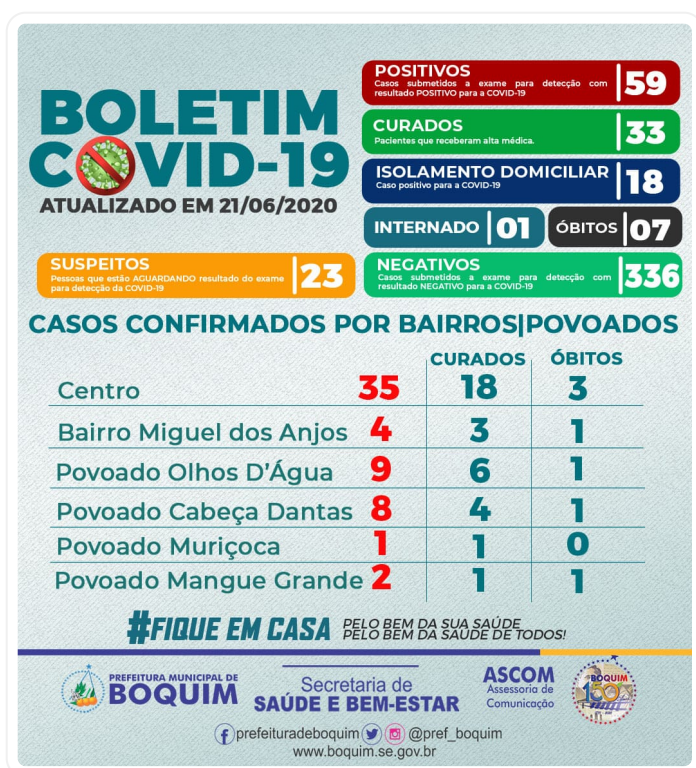 BOLETIM
COVID-19
ATUALIZADO EM 21/06/2020
POSITIVOS
Casos submetidos a exame para detecção com
resultado POSITIVO para a COVID-19
59
CURADOS
Pacientes que receberam alta médica.
33
ISOLAMENTO DOMICILIAR
Caso positivo para a COVID-19
18
INTERNADO 01
ÓBITOS 07
SUSPEITOS
Pessoas que estão AGUARDANDO resultado do exame
para detecção da COVID-19
23
NEGATIVOS
Casos submetidos a exame para detecção com
resultado NEGATIVO para a COVID-19
336
CASOS CONFIRMADOS POR BAIRROS|POVOADOS
CURADOS ÓBITOS
Centro 35 18 3
Bairro Miguel dos Anjos 4 3 1
Povoado Olhos D'Água 9 6 1
Povoado Cabeça Dantas 8 4 1
Povoado Muriçoca 1 1 0
Povoado Mangue Grande 2 1 1
#FIQUE EM CASA
PELO BEM DA SUA SAÚDE
PELO BEM DA SAÚDE DE TODOS!
PREFEITURA MUNICIPAL DE
BOQUIM
Secretaria de
SAÚDE E BEM-ESTAR
ASCOM
Assessoria de
Comunicação
BOQUIM
150
prefeituradeboquim @pref_boquim
www.boquim.se.gov.br